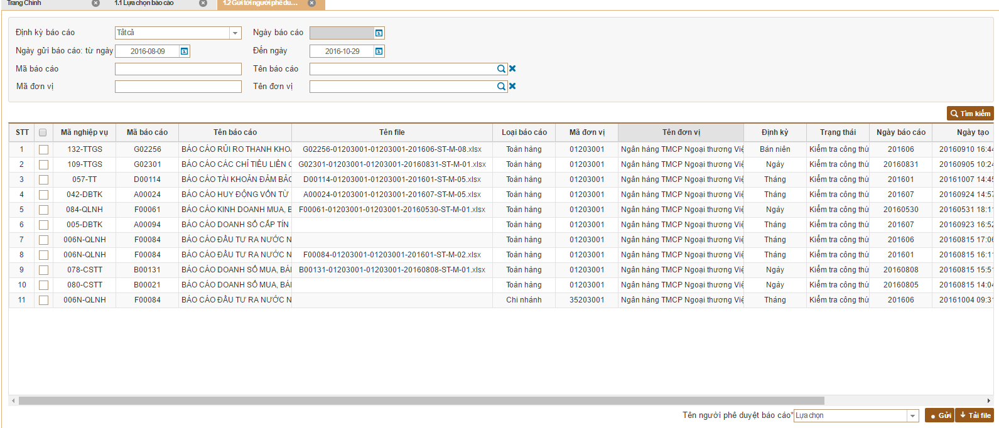 Trang Chính 1.1 Lựa chọn báo cáo 1.2 Gửi tới người phê du...
Định kỳ báo cáo Tất cả Ngày báo cáo
Ngày gửi báo cáo: từ ngày 2016-08-09 Đến ngày 2016-10-29
Mã báo cáo Tên báo cáo
Mã đơn vị Tên đơn vị
Tìm kiếm
STT Mã nghiệp vụ Mã báo cáo Tên báo cáo Tên file Loại báo cáo Mã đơn vị Tên đơn vị Định kỳ Trạng thái Ngày báo cáo Ngày tạo
1 132-TTGS G02256 BÁO CÁO RỦI RO THANH KHOẢ G02256-01203001-01203001-201606-ST-M-08.xlsx Toàn hàng 01203001 Ngân hàng TMCP Ngoại thương Việ Bán niên Kiểm tra công thứ 201606 20160910 16:44
2 109-TTGS G02301 BÁO CÁO CÁC CHỈ TIÊU LIÊN Q G02301-01203001-01203001-20160831-ST-M-01.xlsx Toàn hàng 01203001 Ngân hàng TMCP Ngoại thương Việ Ngày Kiểm tra công thứ 20160831 20160905 10:24
3 057-TT D00114 BÁO CÁO TÀI KHOẢN ĐẢM BẢO D00114-01203001-01203001-201601-ST-M-05.xlsx Toàn hàng 01203001 Ngân hàng TMCP Ngoại thương Việ Tháng Kiểm tra công thứ 201601 20161007 14:45
4 042-DBTK A00024 BÁO CÁO HUY ĐỘNG VỐN TỪ A00024-01203001-01203001-201607-ST-M-05.xlsx Toàn hàng 01203001 Ngân hàng TMCP Ngoại thương Việ Tháng Kiểm tra công thứ 201607 20160924 14:57
5 084-QLNH F00061 BÁO CÁO KINH DOANH MUA, B F00061-01203001-01203001-20160530-ST-M-01.xlsx Toàn hàng 01203001 Ngân hàng TMCP Ngoại thương Việ Ngày Kiểm tra công thứ 20160530 20160531 18:11
6 005-DBTK A00094 BÁO CÁO DOANH SỐ CẤP TÍN Toàn hàng 01203001 Ngân hàng TMCP Ngoại thương Việ Tháng Kiểm tra công thứ 201607 20160923 16:52
7 006N-QLNH F00084 BÁO CÁO ĐẦU TƯ RA NƯỚC N Toàn hàng 01203001 Ngân hàng TMCP Ngoại thương Việ Tháng Kiểm tra công thứ 201606 20160815 17:06
8 006N-QLNH F00084 BÁO CÁO ĐẦU TƯ RA NƯỚC N F00084-01203001-01203001-201601-ST-M-02.xlsx Toàn hàng 01203001 Ngân hàng TMCP Ngoại thương Việ Tháng Kiểm tra công thứ 201601 20160815 16:11
9 078-CSTT B00131 BÁO CÁO DOANH SỐ MUA, BÁN B00131-01203001-01203001-20160808-ST-M-01.xlsx Toàn hàng 01203001 Ngân hàng TMCP Ngoại thương Việ Ngày Kiểm tra công thứ 20160808 20160815 15:51
10 080-CSTT B00021 BÁO CÁO DOANH SỐ MUA, BÁN Toàn hàng 01203001 Ngân hàng TMCP Ngoại thương Việ Ngày Kiểm tra công thứ 20160805 20160815 14:04
11 006N-QLNH F00084 BÁO CÁO ĐẦU TƯ RA NƯỚC N Chi nhánh 35203001 Ngân hàng TMCP Ngoại thương Việ Tháng Kiểm tra công thứ 201606 20161004 09:31
Tên người phê duyệt báo cáo* Lựa chọn Gửi Tải file